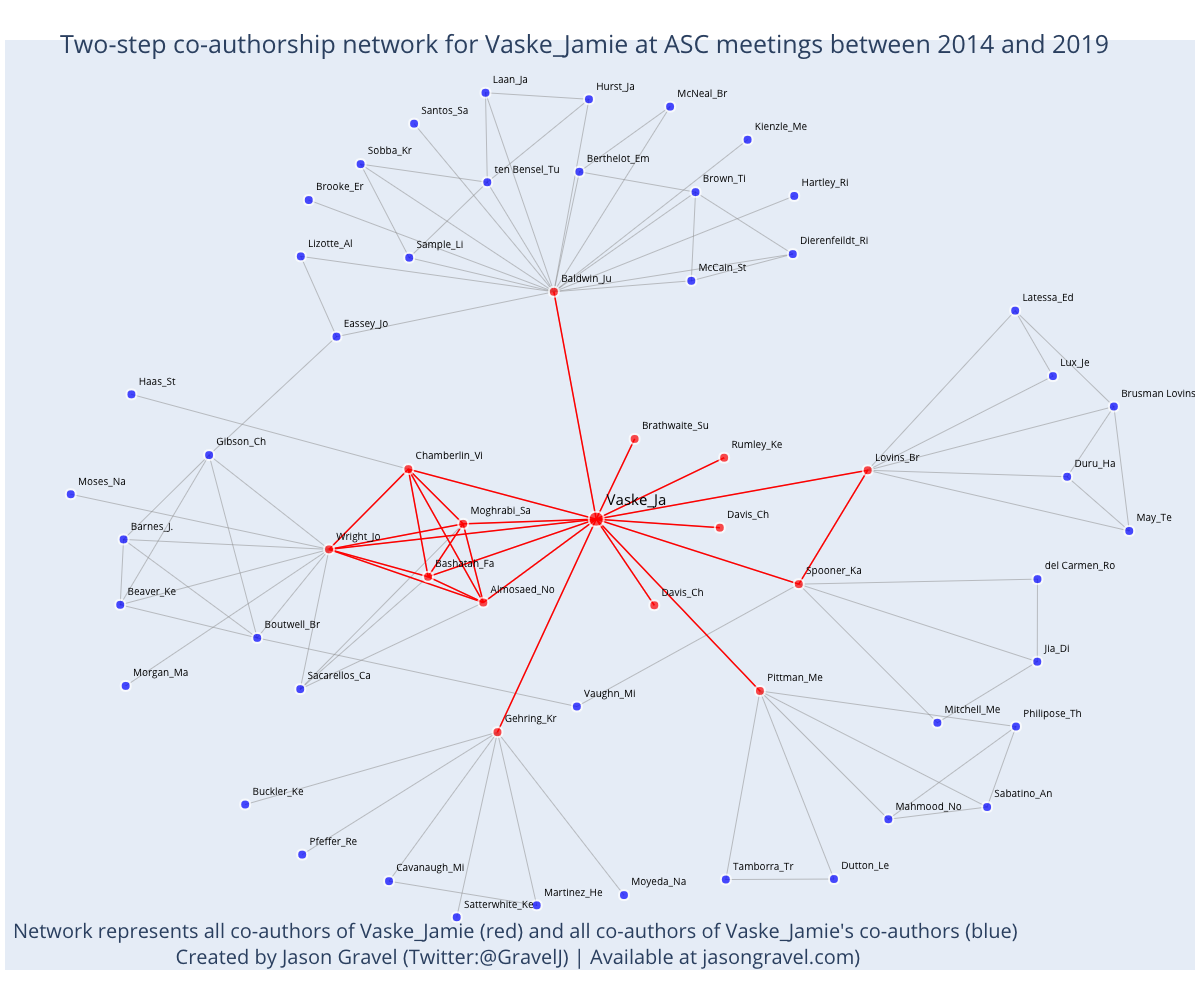 Two-step co-authorship network for Vaske_Jamie at ASC meetings between 2014 and 2019
Laan_Ja
Hurst_Ja
McNeal_Br
Santos_Sa
Kienzle_Me
Sobba_Kr
Berthelot_Em
ten Bensel_Tu
Brown_Ti
Hartley_Ri
Brooke_Er
Lizotte_Al
Sample_Li
Dierenfeildt_Ri
McCain_St
Baldwin_Ju
Latessa_Ed
Eassey_Jo
Lux_Je
Haas_St
Brusman Lovins
Brathwaite_Su
Gibson_Ch
Rumley_Ke
Chamberlin_Vi
Lovins_Br
Duru_Ha
Moses_Na
Vaske_Ja
Moghrabi_Sa
Davis_Ch
May_Te
Barnes_J.
Wright_Jo
Bashatah_Fa
Spooner_Ka
del Carmen_Ro
Beaver_Ke
Almosaed_No
Davis_Ch
Boutwell_Br
Jia_Di
Morgan_Ma
Sacarellos_Ca
Pittman_Me
Vaughn_Mi
Mitchell_Me
Philipose_Th
Gehring_Kr
Buckler_Ke
Sabatino_An
Mahmood_No
Pfeffer_Re
Cavanaugh_Mi
Tamborra_Tr
Dutton_Le
Moyeda_Na
Martinez_He
Satterwhite_Ke
Network represents all co-authors of Vaske_Jamie (red) and all co-authors of Vaske_Jamie's co-authors (blue)
Created by Jason Gravel (Twitter:@GravelJ) | Available at jasongravel.com)